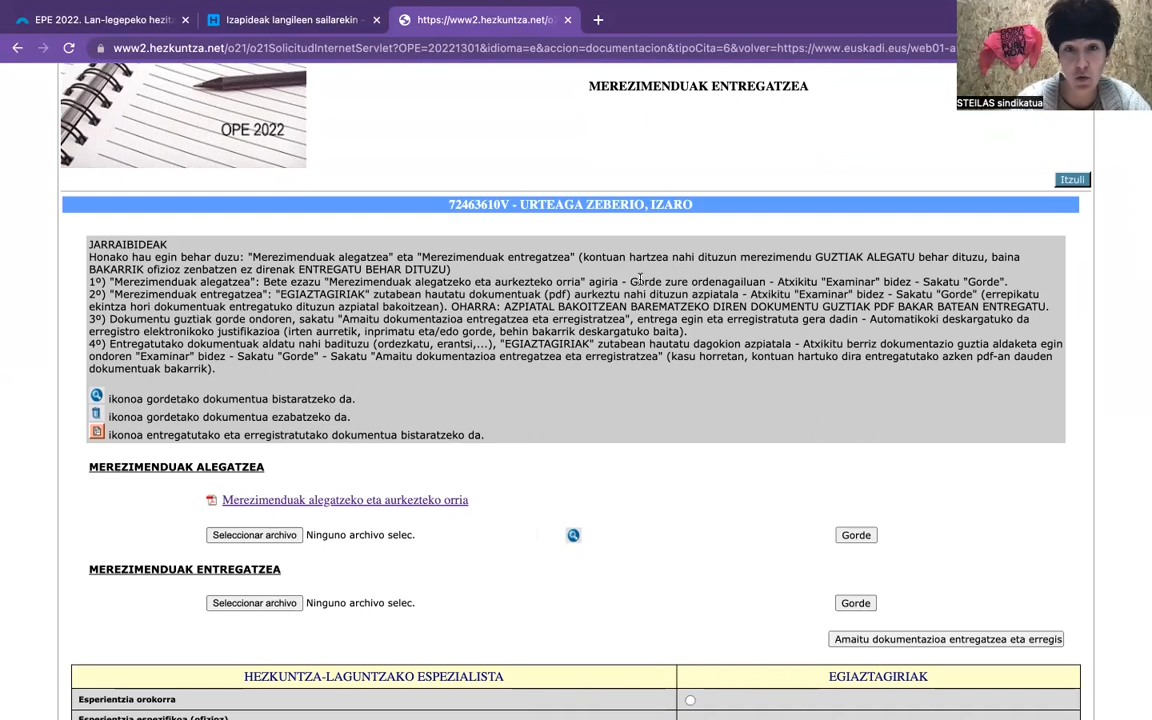 EPE 2022. Lan-legepeko hezit
Izapideak langileen sailarekin -
https://www2.hezkuntza.net/o2
www2.hezkuntza.net/o21/o21SolicitudInternetServlet?OPE=20221301&idioma=e&accion=documentacion&tipoCita=6&volver=https://www.euskadi.eus/web01-a
STEILAS sindikatua
OPE 2022
MEREZIMENDUAK ENTREGATZEA
Itzuli
72463610V - URTEAGA ZEBERIO, IZARO
JARRAIBIDEAK
Honako hau egin behar duzu: "Merezimenduak alegatzea" eta "Merezimenduak entregatzea" (kontuan hartzea nahi dituzun merezimendu GUZTIAK ALEGATU behar dituzu, baina
BAKARRIK ofizioz zenbatzen ez direnak ENTREGATU BEHAR DITUZU)
1º) "Merezimenduak alegatzea": Bete ezazu "Merezimenduak alegatzeko eta aurkezteko orria" agiria - Gorde zure ordenagailuan - Atxikitu "Examinar" bidez - Sakatu "Gorde".
2º) "Merezimenduak entregatzea": "EGIAZTAGIRIAK" zutabean hautatu dokumentuak (pdf) aurkeztu nahi dituzun azpiatala - Atxikitu "Examinar" bidez - Sakatu "Gorde" (errepikatu
ekintza hori dokumentuak entregatuko dituzun azpiatal bakoitzean). OHARRA: AZPIATAL BAKOITZEAN BAREMATZEKO DIREN DOKUMENTU GUZTIAK PDF BAKAR BATEAN ENTREGATU.
3º) Dokumentu guztiak gorde ondoren, sakatu "Amaitu dokumentazioa entregatzea eta erregistratzea", entrega egin eta erregistratuta gera dadin - Automatikoki deskargatuko da
erregistro elektronikoko justifikazioa (irten aurretik, inprimatu eta/edo gorde, behin bakarrik deskargatuko baita).
4º) Entregatutako dokumentuak aldatu nahi badituzu (ordezkatu, erantsi,...), "EGIAZTAGIRIAK" zutabean hautatu dagokion azpiatala - Atxikitu berriz dokumentazio guztia aldaketa egin
ondoren "Examinar" bidez - Sakatu "Gorde" - Sakatu "Amaitu dokumentazioa entregatzea eta erregistratzea" (kasu horretan, kontuan hartuko dira entregatutako azken pdf-an dauden
dokumentuak bakarrik).
ikonoa gordetako dokumentua bistaratzeko da.
ikonoa gordetako dokumentua ezabatzeko da.
ikonoa entregatutako eta erregistratutako dokumentua bistaratzeko da.
MEREZIMENDUAK ALEGATZEA
Merezimenduak alegatzeko eta aurkezteko orria
Seleccionar archivo Ninguno archivo selec.
Gorde
MEREZIMENDUAK ENTREGATZEA
Seleccionar archivo Ninguno archivo selec.
Gorde
Amaitu dokumentazioa entregatzea eta erregis
HEZKUNTZA-LAGUNTZAKO ESPEZIALISTA
EGIAZTAGIRIAK
Esperientzia orokorra
Esperientzia espezifikoa (ofizioz)